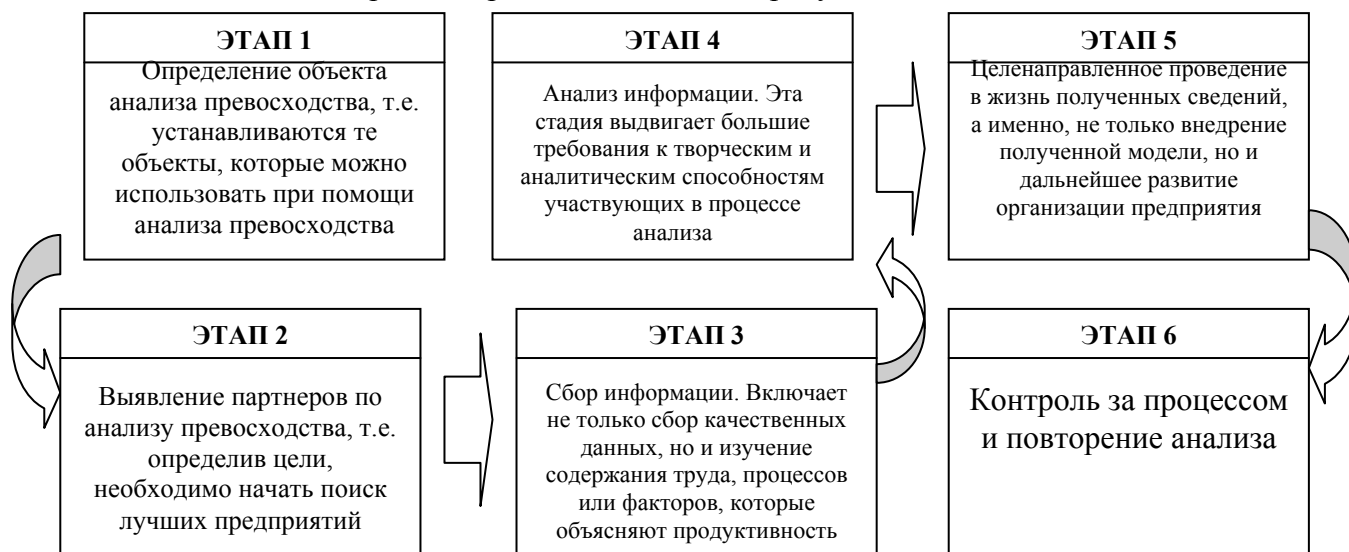 ЭТАП 1
Определение объекта
анализа превосходства, т.е.
устанавливаются те
объекты, которые можно
использовать при помощи
анализа превосходства
ЭТАП 2
Выявление партнеров по
анализу превосходства, т.е.
определив цели,
необходимо начать поиск
лучших предприятий
ЭТАП 3
Сбор информации. Включает
не только сбор качественных
данных, но и изучение
содержания труда, процессов
или факторов, которые
объясняют продуктивность
ЭТАП 4
Анализ информации. Эта
стадия выдвигает большие
требования к творческим и
аналитическим способностям
участвующих в процессе
анализа
ЭТАП 5
Целенаправленное проведение
в жизнь полученных сведений,
а именно, не только внедрение
полученной модели, но и
дальнейшее развитие
организации предприятия
ЭТАП 6
Контроль за процессом
и повторение анализа